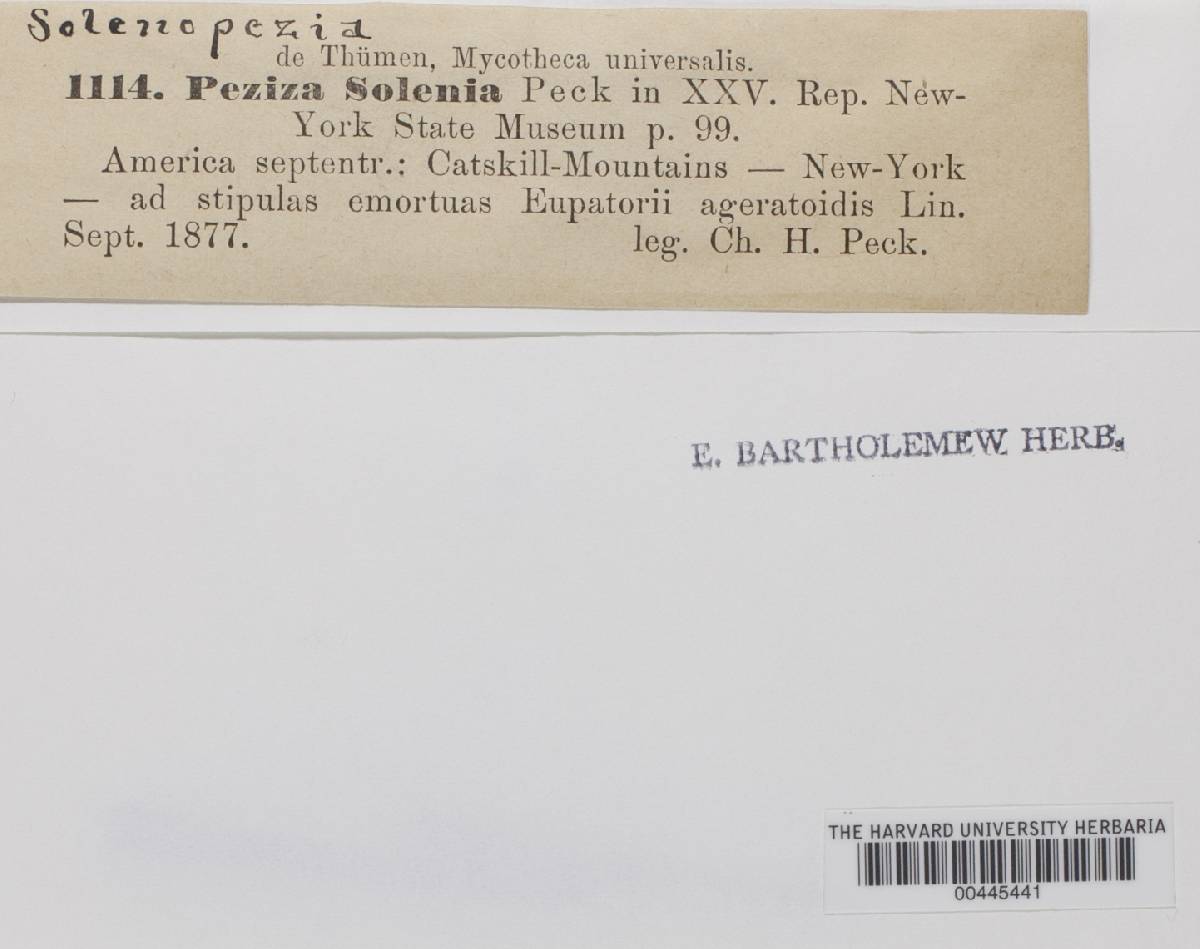 Solenopezia
de Thümen, Mycotheca universalis.
1114. Peziza Solenia Peck in XXV. Rep. New-
York State Museum p. 99.
America septentr.: Catskill-Mountains — New-York
— ad stipulas emortuas Eupatorii ageratoidis Lin.
Sept. 1877. leg. Ch. H. Peck.
E. BARTHOLEMEW HERB.
THE HARVARD UNIVERSITY HERBARIA
00445441